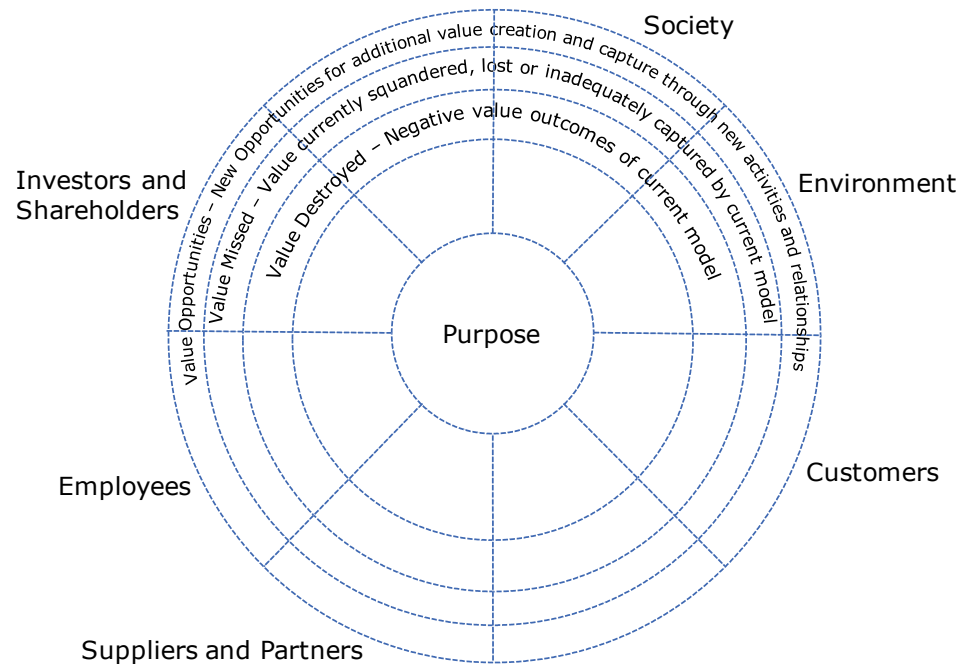 Society
Value Opportunities – New Opportunities for additional value creation and capture through new activities and relationships
Value Missed – Value currently squandered, lost or inadequately captured by current model
Value Destroyed – Negative value outcomes of current model
Investors and
Shareholders
Environment
Purpose
Employees
Customers
Suppliers and Partners